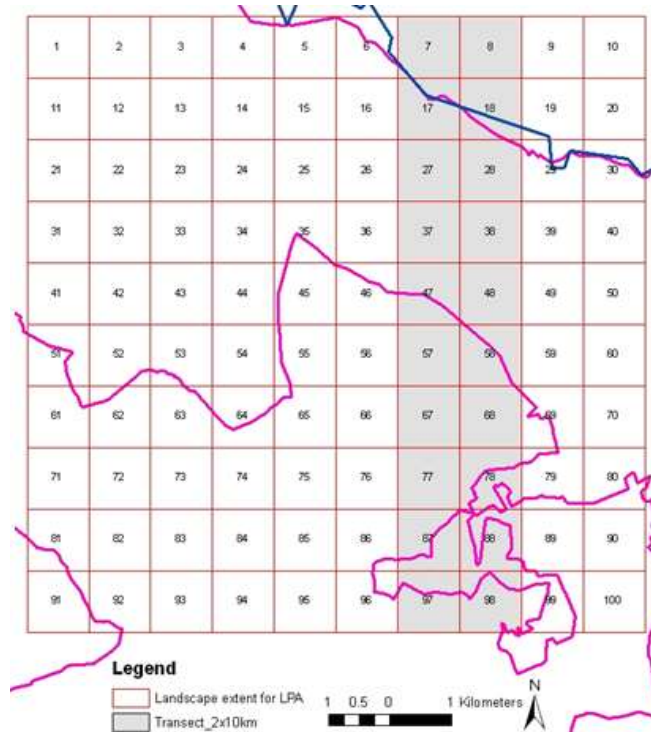 1 2 3 4 5 6 7 8 9 10
11 12 13 14 15 16 17 18 19 20
21 22 23 24 25 26 27 28 29 30
31 32 33 34 35 36 37 38 39 40
41 42 43 44 45 46 47 48 49 50
51 52 53 54 55 56 57 58 59 60
61 62 63 64 65 66 67 68 69 70
71 72 73 74 75 76 77 78 79 80
81 82 83 84 85 86 87 88 89 90
91 92 93 94 95 96 97 98 99 100
Legend
Landscape extent for LPA
Transect_2x10km
1 0.5 0 1 Kilometers
N